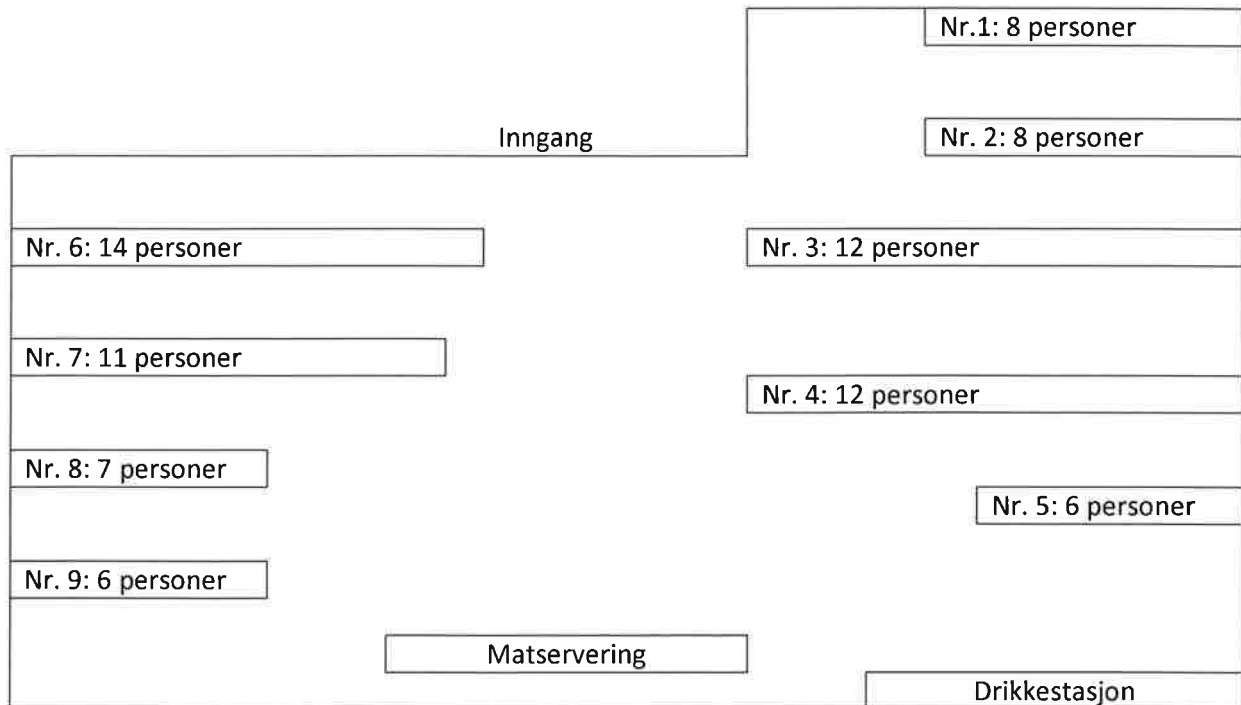 Nr.1: 8 personer
Inngang
Nr. 2: 8 personer
Nr. 6: 14 personer
Nr. 3: 12 personer
Nr. 7: 11 personer
Nr. 4: 12 personer
Nr. 8: 7 personer
Nr. 5: 6 personer
Nr. 9: 6 personer
Matservering
Drikkestasjon